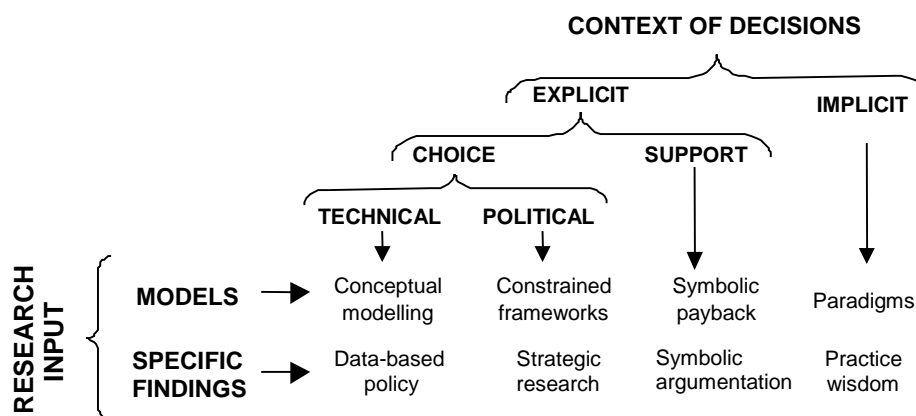 CONTEXT OF DECISIONS
EXPLICIT
IMPLICIT
CHOICE
SUPPORT
TECHNICAL
POLITICAL
RESEARCH
INPUT
MODELS
Conceptual
modelling
Constrained
frameworks
Symbolic
payback
Paradigms
SPECIFIC
FINDINGS
Data-based
policy
Strategic
research
Symbolic
argumentation
Practice
wisdom